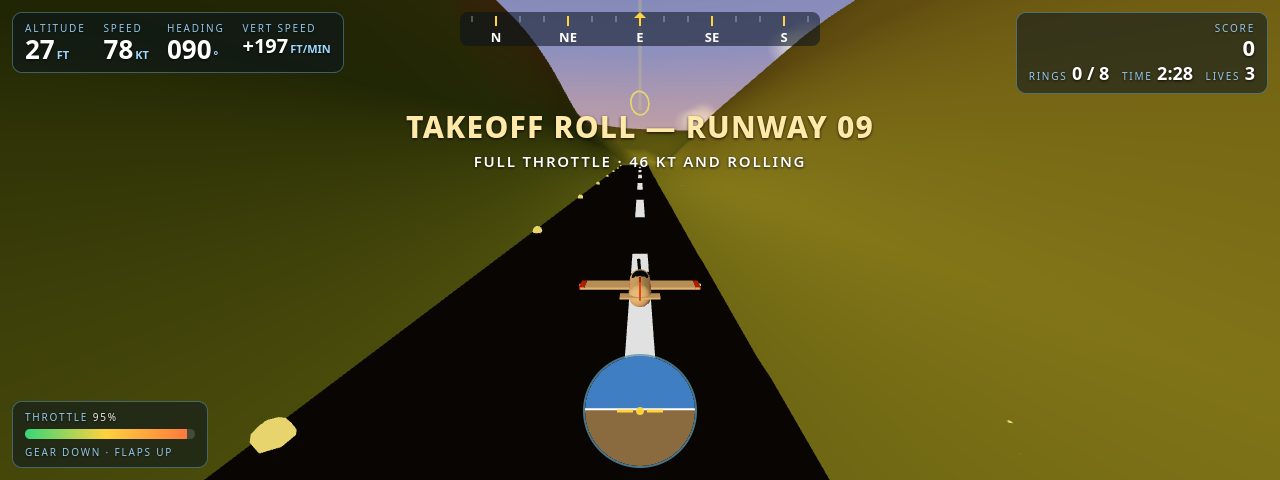 ALTITUDE SPEED HEADING VERT SPEED
27 FT 78 KT 090° +197 FT/MIN
N NE E SE S
SCORE
0
RINGS 0 / 8 TIME 2:28 LIVES 3
TAKEOFF ROLL — RUNWAY 09
FULL THROTTLE · 46 KT AND ROLLING
THROTTLE 95%
GEAR DOWN · FLAPS UP